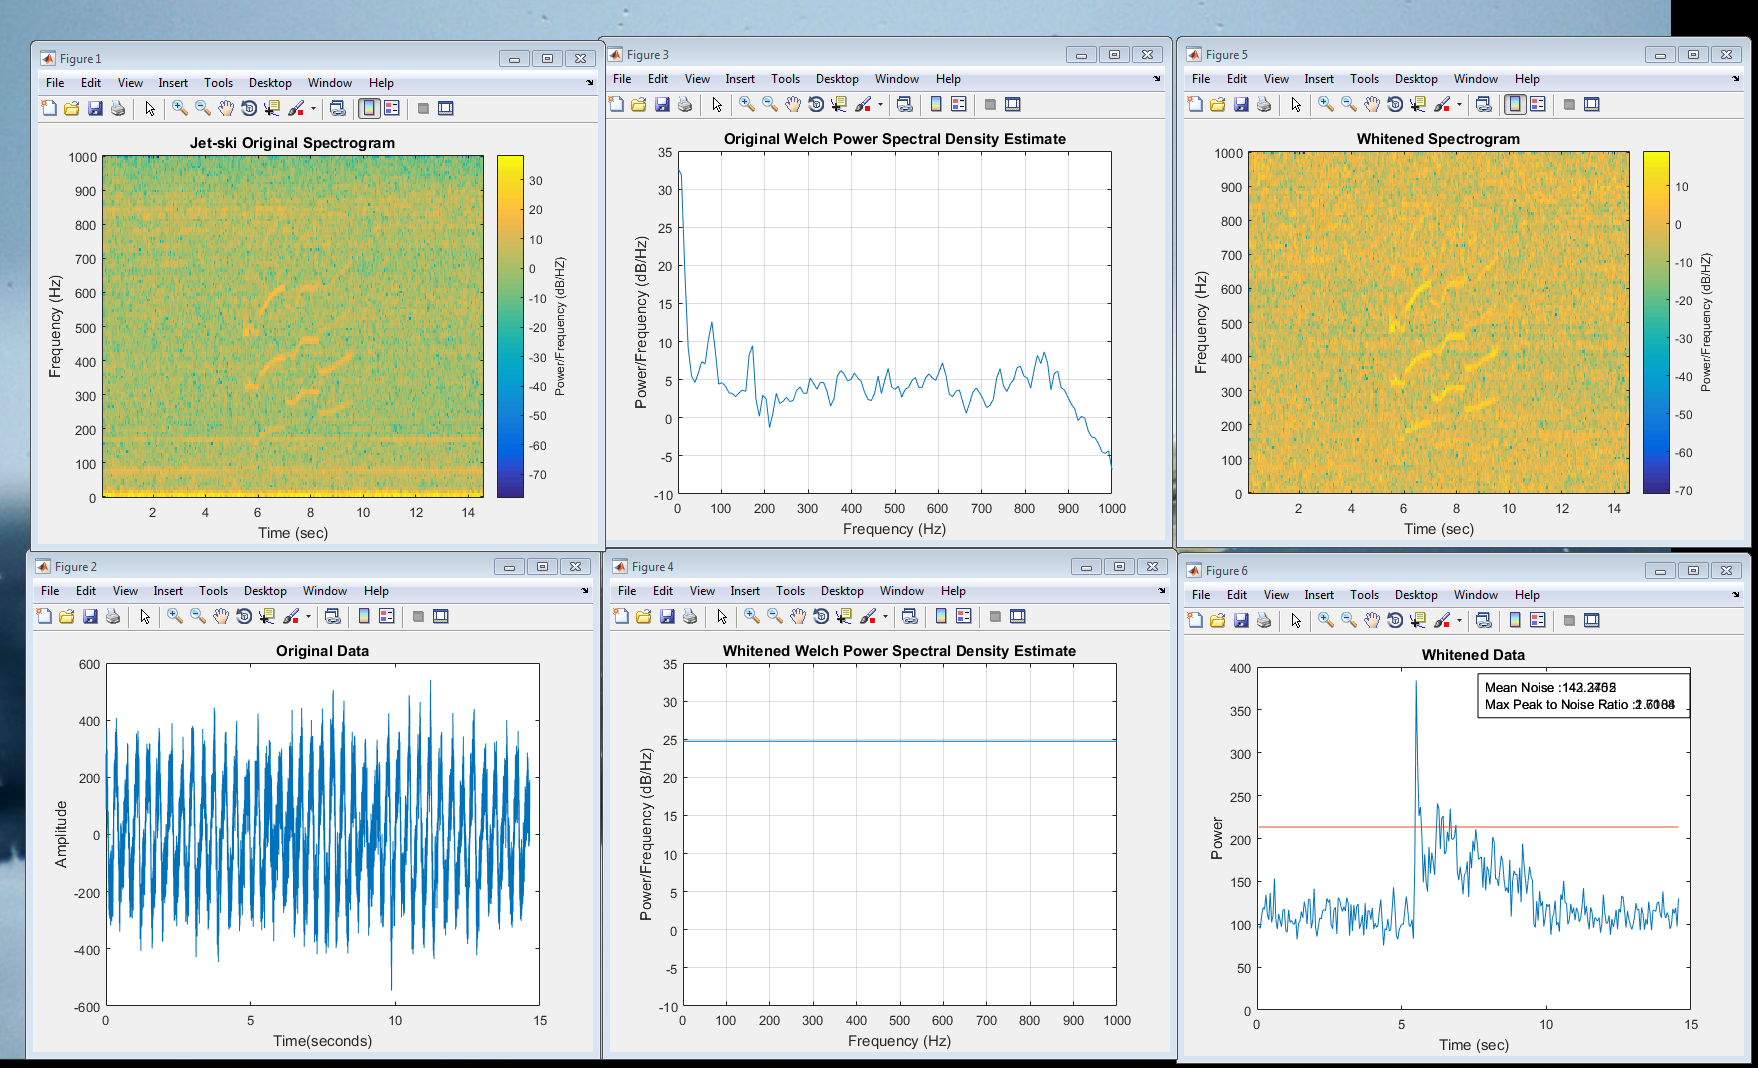 Figure 1
File Edit View Insert Tools Desktop Window Help
Jet-ski Original Spectrogram
1000
900
800
700
600
500
400
300
200
100
0
2 4 6 8 10 12 14
Frequency (Hz)
Time (sec)
30
20
10
0
-10
-20
-30
-40
-50
-60
-70
Power/Frequency (dB/HZ)
Figure 3
File Edit View Insert Tools Desktop Window Help
Original Welch Power Spectral Density Estimate
35
30
25
20
15
10
5
0
-5
-10
0 100 200 300 400 500 600 700 800 900 1000
Power/Frequency (dB/Hz)
Frequency (Hz)
Figure 5
File Edit View Insert Tools Desktop Window Help
Whitened Spectrogram
1000
900
800
700
600
500
400
300
200
100
0
2 4 6 8 10 12 14
Frequency (Hz)
Time (sec)
10
0
-10
-20
-30
-40
-50
-60
-70
Power/Frequency (dB/HZ)
Figure 2
File Edit View Insert Tools Desktop Window Help
Original Data
600
400
200
0
-200
-400
-600
0 5 10 15
Amplitude
Time(seconds)
Figure 4
File Edit View Insert Tools Desktop Window Help
Whitened Welch Power Spectral Density Estimate
35
30
25
20
15
10
5
0
-5
-10
0 100 200 300 400 500 600 700 800 900 1000
Power/Frequency (dB/Hz)
Frequency (Hz)
Figure 6
File Edit View Insert Tools Desktop Window Help
Whitened Data
400
350
300
250
200
150
100
50
0
0 5 10 15
Power
Time (sec)
Mean Noise :
Max Peak to Noise Ratio :